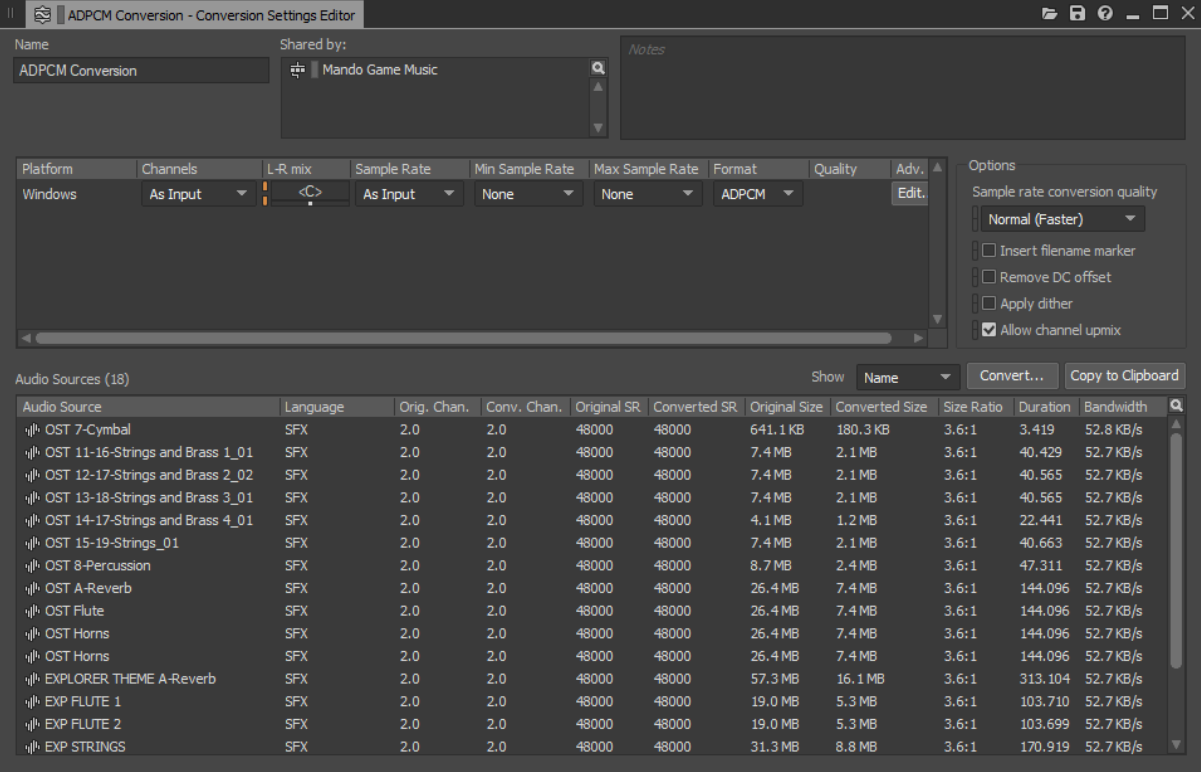 ADPCM Conversion - Conversion Settings Editor
Name
Shared by:
Notes
ADPCM Conversion
Mando Game Music
Platform Channels L-R mix Sample Rate Min Sample Rate Max Sample Rate Format Quality Adv.
Windows As Input <C> As Input None None ADPCM Edit..
Options
Sample rate conversion quality
Normal (Faster)
Insert filename marker
Remove DC offset
Apply dither
Allow channel upmix
Audio Sources (18) Show Name Convert... Copy to Clipboard
Audio Source Language Orig. Chan. Conv. Chan. Original SR Converted SR Original Size Converted Size Size Ratio Duration Bandwidth
OST 7-Cymbal SFX 2.0 2.0 48000 48000 641.1 KB 180.3 KB 3.6:1 3.419 52.8 KB/s
OST 11-16-Strings and Brass 1_01 SFX 2.0 2.0 48000 48000 7.4 MB 2.1 MB 3.6:1 40.429 52.7 KB/s
OST 12-17-Strings and Brass 2_02 SFX 2.0 2.0 48000 48000 7.4 MB 2.1 MB 3.6:1 40.565 52.7 KB/s
OST 13-18-Strings and Brass 3_01 SFX 2.0 2.0 48000 48000 7.4 MB 2.1 MB 3.6:1 40.565 52.7 KB/s
OST 14-17-Strings and Brass 4_01 SFX 2.0 2.0 48000 48000 4.1 MB 1.2 MB 3.6:1 22.441 52.7 KB/s
OST 15-19-Strings_01 SFX 2.0 2.0 48000 48000 7.4 MB 2.1 MB 3.6:1 40.663 52.7 KB/s
OST 8-Percussion SFX 2.0 2.0 48000 48000 8.7 MB 2.4 MB 3.6:1 47.311 52.7 KB/s
OST A-Reverb SFX 2.0 2.0 48000 48000 26.4 MB 7.4 MB 3.6:1 144.096 52.7 KB/s
OST Flute SFX 2.0 2.0 48000 48000 26.4 MB 7.4 MB 3.6:1 144.096 52.7 KB/s
OST Horns SFX 2.0 2.0 48000 48000 26.4 MB 7.4 MB 3.6:1 144.096 52.7 KB/s
OST Horns SFX 2.0 2.0 48000 48000 26.4 MB 7.4 MB 3.6:1 144.096 52.7 KB/s
EXPLORER THEME A-Reverb SFX 2.0 2.0 48000 48000 57.3 MB 16.1 MB 3.6:1 313.104 52.7 KB/s
EXP FLUTE 1 SFX 2.0 2.0 48000 48000 19.0 MB 5.3 MB 3.6:1 103.710 52.7 KB/s
EXP FLUTE 2 SFX 2.0 2.0 48000 48000 19.0 MB 5.3 MB 3.6:1 103.699 52.7 KB/s
EXP STRINGS SFX 2.0 2.0 48000 48000 31.3 MB 8.8 MB 3.6:1 170.919 52.7 KB/s